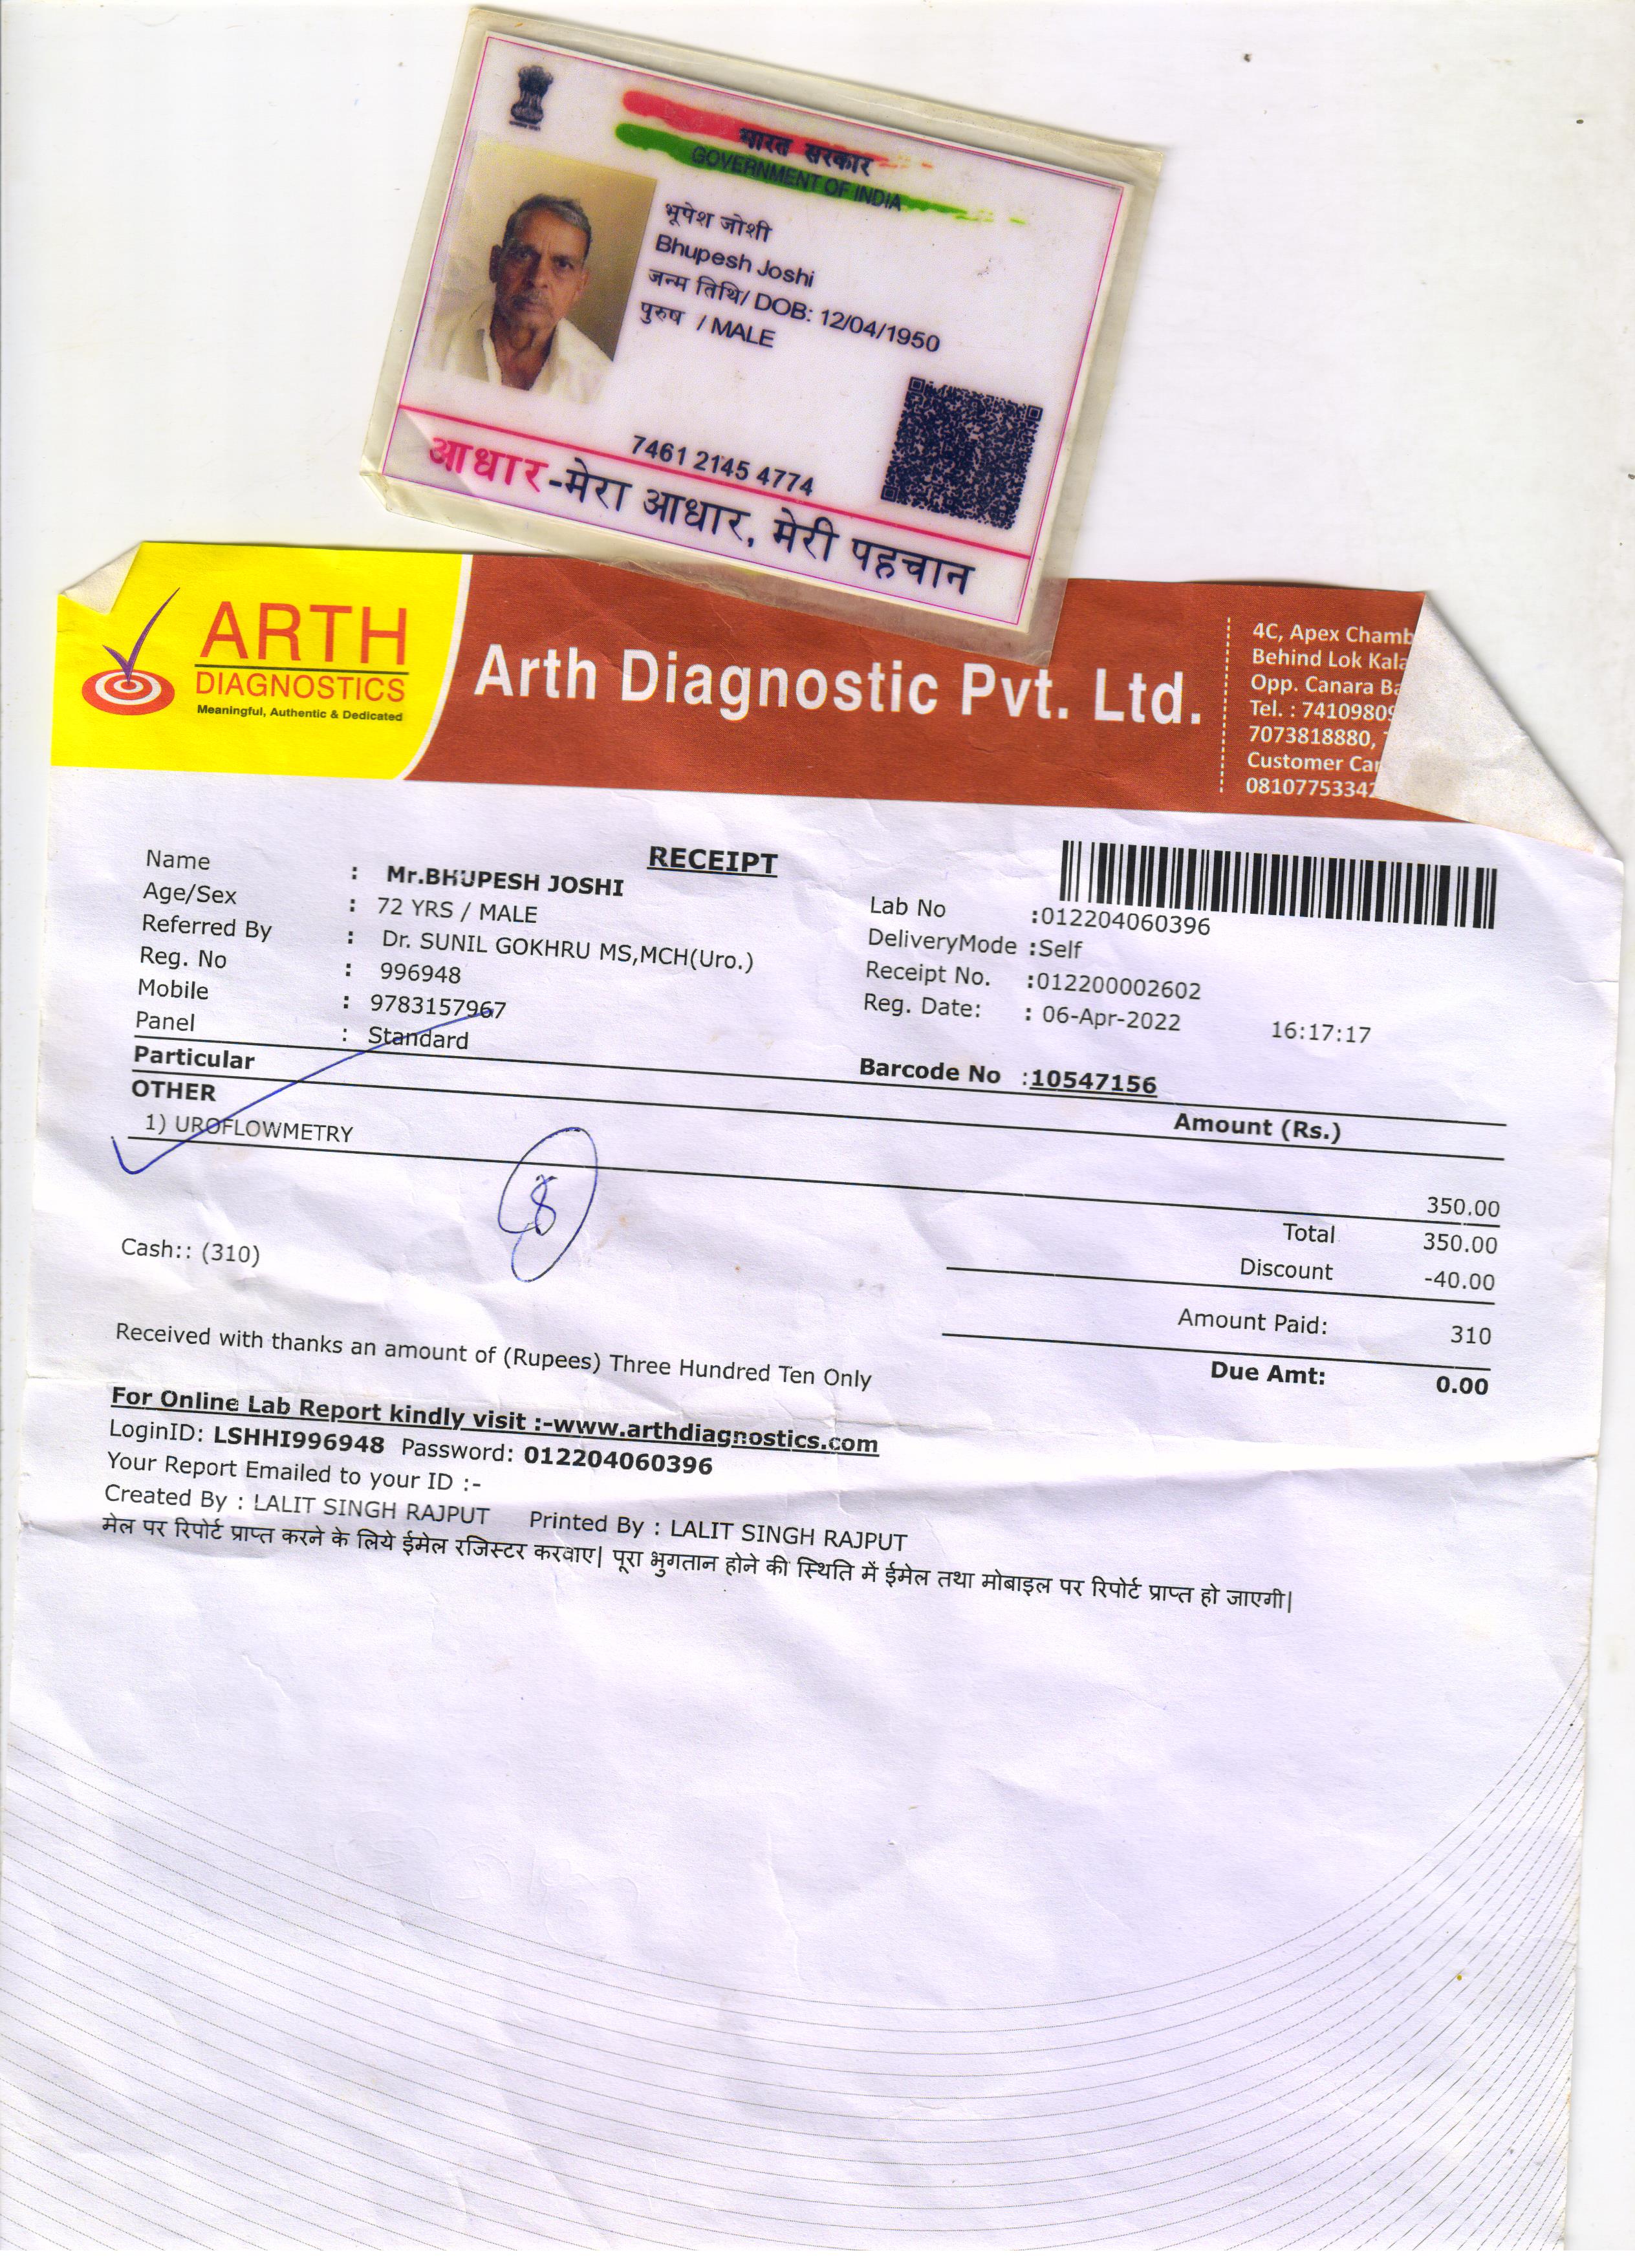 भारत सरकार
GOVERNMENT OF INDIA
भूपेश जोशी
Bhupesh Joshi
जन्म तिथि/ DOB: 12/04/1950
पुरुष / MALE
7461 2145 4774
आधार-मेरा आधार, मेरी पहचान
ARTH
DIAGNOSTICS
Meaningful, Authentic & Dedicated
Arth Diagnostic Pvt. Ltd.
4C, Apex Chamb
Behind Lok Kala
Opp. Canara Ba
Tel. : 74109809
7073818880,
Customer Car
0810775334
RECEIPT
Name : Mr.BHUPESH JOSHI
Age/Sex : 72 YRS / MALE
Referred By : Dr. SUNIL GOKHRU MS,MCH(Uro.)
Reg. No : 996948
Mobile : 9783157967
Panel : Standard
Lab No :012204060396
DeliveryMode :Self
Receipt No. :012200002602
Reg. Date: : 06-Apr-2022 16:17:17
Barcode No :10547156
Particular Amount (Rs.)
OTHER
1) UROFLOWMETRY 350.00
8
Total 350.00
Discount -40.00
Cash:: (310)
Amount Paid: 310
Due Amt: 0.00
Received with thanks an amount of (Rupees) Three Hundred Ten Only
For Online Lab Report kindly visit :-www.arthdiagnostics.com
LoginID: LSHHI996948 Password: 012204060396
Your Report Emailed to your ID :-
Created By : LALIT SINGH RAJPUT Printed By : LALIT SINGH RAJPUT
मेल पर रिपोर्ट प्राप्त करने के लिये ईमेल रजिस्टर करवाए| पूरा भुगतान होने की स्थिति में ईमेल तथा मोबाइल पर रिपोर्ट प्राप्त हो जाएगी|